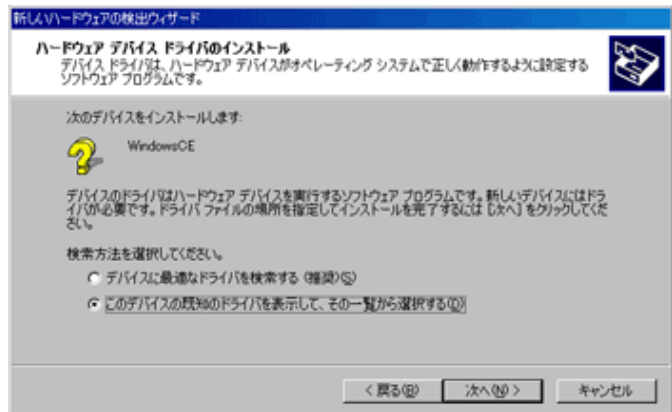 新しいハードウェアの検出ウィザード
ハードウェア デバイス ドライバのインストール
デバイス ドライバは、ハードウェア デバイスがオペレーティング システムで正しく動作するように設定する
ソフトウェア プログラムです。
次のデバイスをインストールします:
WindowsCE
デバイスのドライバはハードウェア デバイスを実行するソフトウェア プログラムです。新しいデバイスにはドラ
イバが必要です。ドライバ ファイルの場所を指定してインストールを完了するには [次へ] をクリックしてくだ
さい。
検索方法を選択してください。
デバイスに最適なドライバを検索する (推奨)(S)
このデバイスの既知のドライバを表示して、その一覧から選択する(D)
< 戻る(B)
次へ(N) >
キャンセル